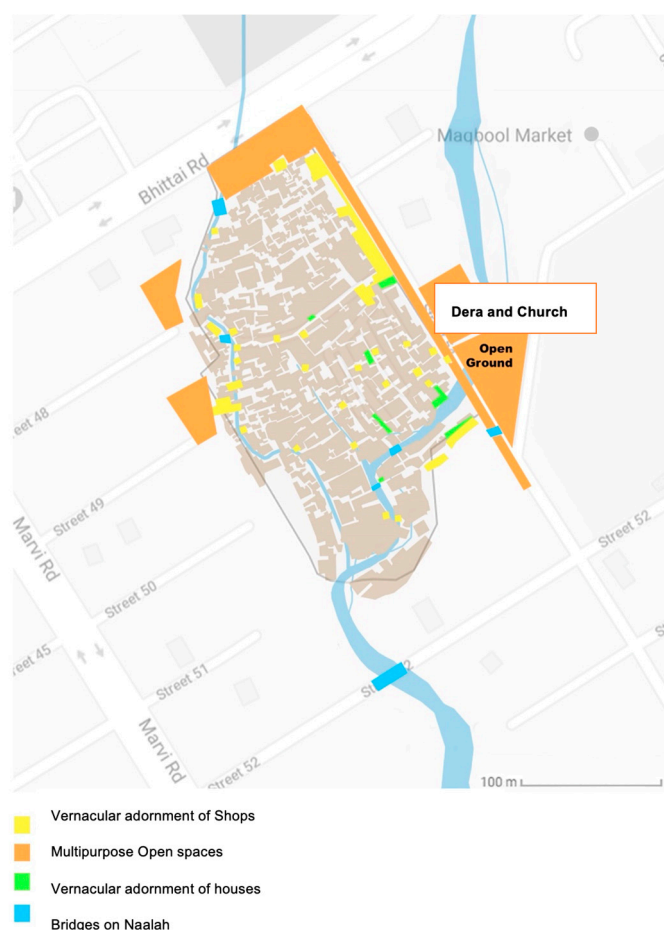 Maqbool Market
Bhittai Rd
Dera and Church
Open
Ground
eet 48
Street 49
Marvi Rd
Street 52
Street 50
eet 45
Street 51
Marvi Rd
Street 52
100 m
Vernacular adornment of Shops
Multipurpose Open spaces
Vernacular adornment of houses
Bridges on Naalah